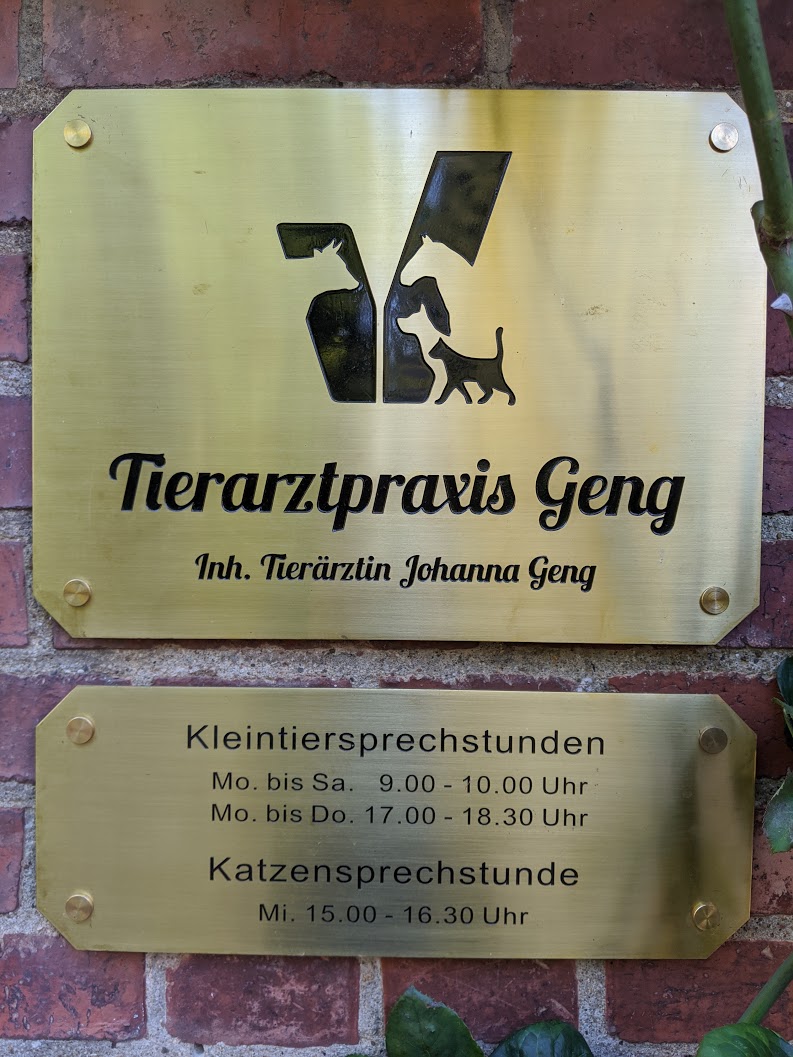 Tierarztpraxis Geng
Inh. Tierärztin Johanna Geng
Kleintiersprechstunden
Mo. bis Sa. 9.00 - 10.00 Uhr
Mo. bis Do. 17.00 - 18.30 Uhr
Katzensprechstunde
Mi. 15.00 - 16.30 Uhr